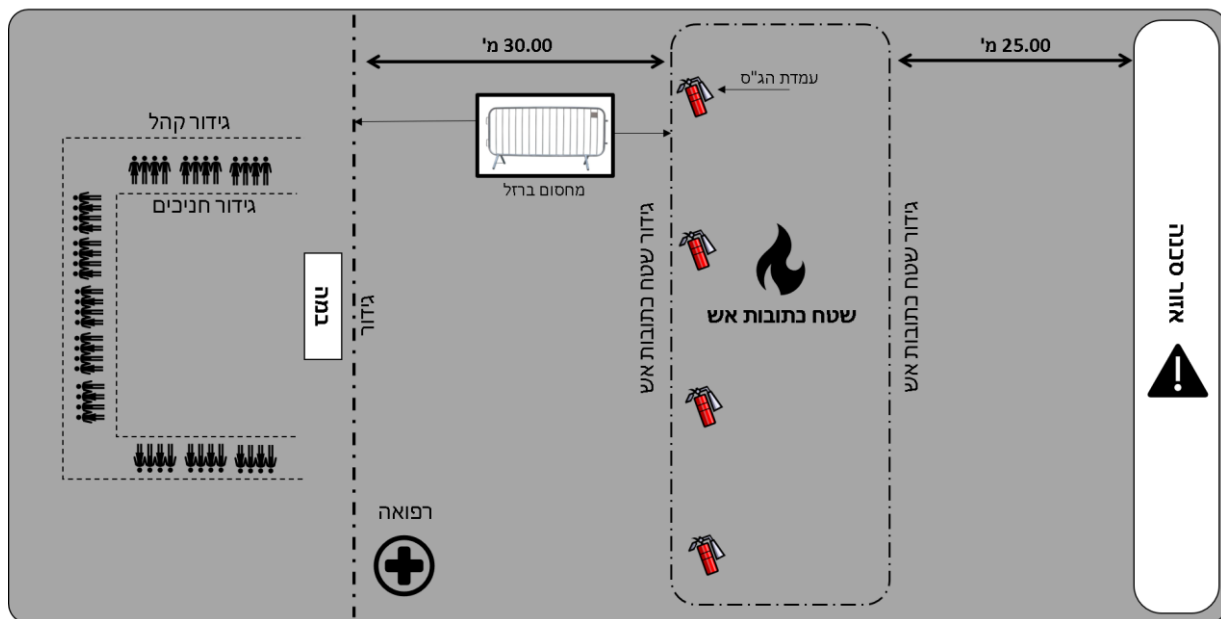 25.00 מ'
30.00 מ'
עמדת הג"ס
גידור קהל
מחסום ברזל
גידור חניכים
גידור שטח כתובות אש
גידור שטח כתובות אש
שטח כתובות אש
אזור סכנה
גידור
במה
רפואה